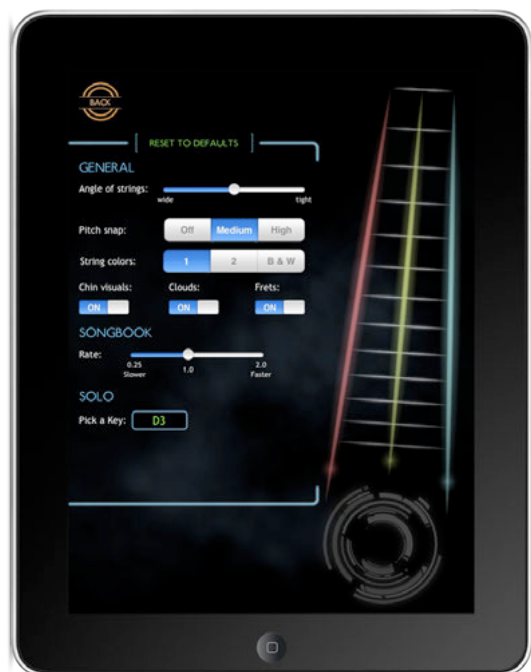 BACK
RESET TO DEFAULTS
GENERAL
Angle of strings:
wide tight
Pitch snap: Off Medium High
String colors: 1 2 B & W
Chin visuals: Clouds: Frets:
ON ON ON
SONGBOOK
Rate:
0.25 1.0 2.0
Slower Faster
SOLO
Pick a Key: D3